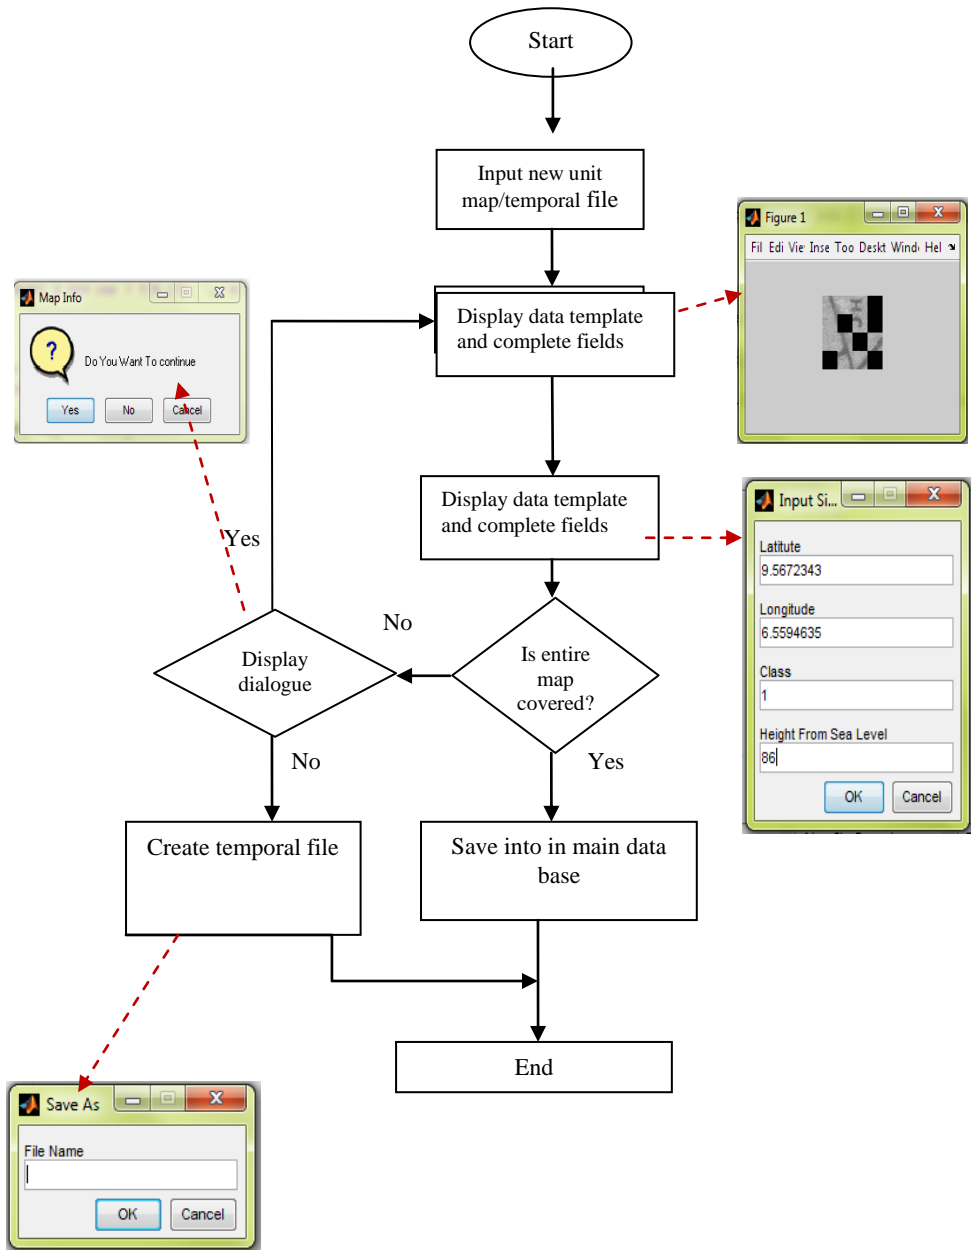 Start
Input new unit
map/temporal file
Figure 1
Fil Edi Vie Inse Too Deskt Wind Hel
Display data template
and complete fields
Map Info
Do You Want To continue
Yes
No
Cancel
Display data template
and complete fields
Input Si...
Latitute
9.5672343
Longitude
6.5594635
Class
1
Height From Sea Level
86
OK
Cancel
Yes
No
Display
dialogue
Is entire
map
covered?
No
Yes
Create temporal file
Save into in main data
base
End
Save As
File Name
OK
Cancel